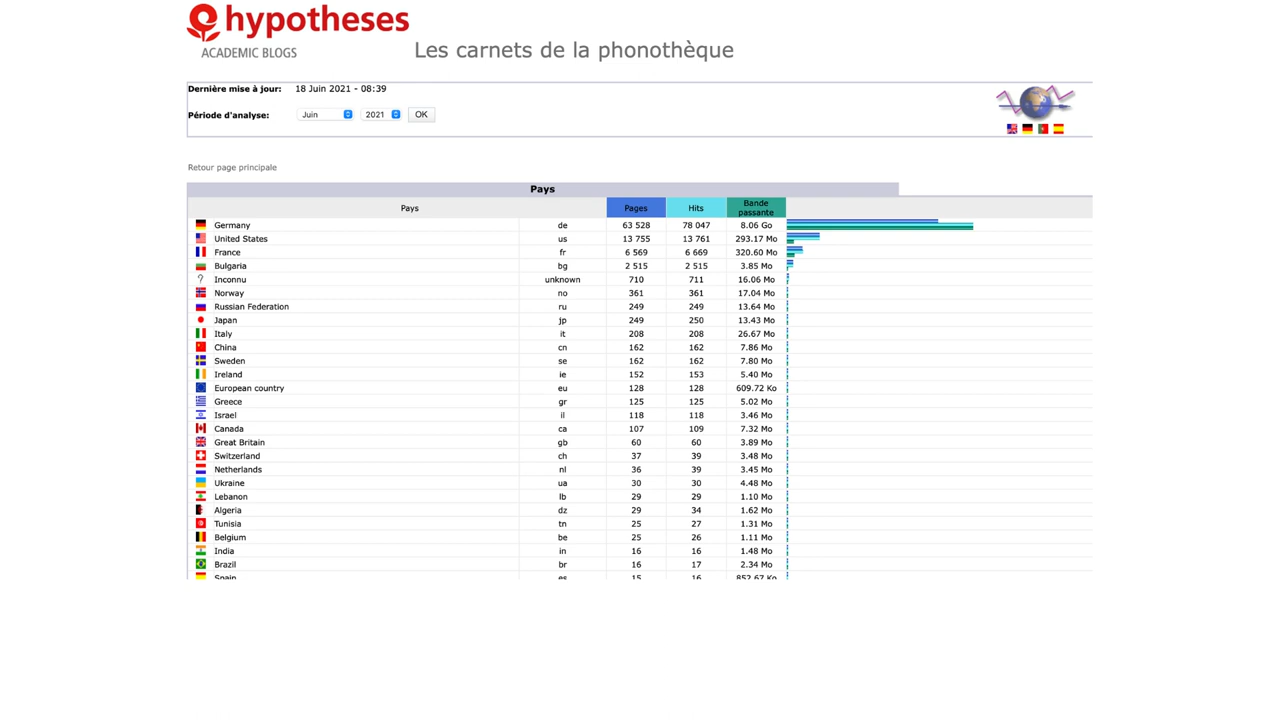 hypotheses
ACADEMIC BLOGS
Les carnets de la phonothèque
Dernière mise à jour: 18 Juin 2021 - 08:39
Période d'analyse: Juin 2021 OK
Retour page principale
Pays
Pays Pages Hits Bande passante
Germany de 63 528 78 047 8.06 Go
United States us 13 755 13 761 293.17 Mo
France fr 6 569 6 669 320.60 Mo
Bulgaria bg 2 515 2 515 3.85 Mo
? Inconnu unknown 710 711 16.06 Mo
Norway no 361 361 17.04 Mo
Russian Federation ru 249 249 13.64 Mo
Japan jp 249 250 13.43 Mo
Italy it 208 208 26.67 Mo
China cn 162 162 7.86 Mo
Sweden se 162 162 7.80 Mo
Ireland ie 152 153 5.40 Mo
European country eu 128 128 609.72 Ko
Greece gr 125 125 5.02 Mo
Israel il 118 118 3.46 Mo
Canada ca 107 109 7.32 Mo
Great Britain gb 60 60 3.89 Mo
Switzerland ch 37 39 3.48 Mo
Netherlands nl 36 39 3.45 Mo
Ukraine ua 30 30 4.48 Mo
Lebanon lb 29 29 1.10 Mo
Algeria dz 29 34 1.62 Mo
Tunisia tn 25 27 1.31 Mo
Belgium be 25 26 1.11 Mo
India in 16 16 1.48 Mo
Brazil br 16 17 2.34 Mo
Spain es 15 16 852.67 Ko